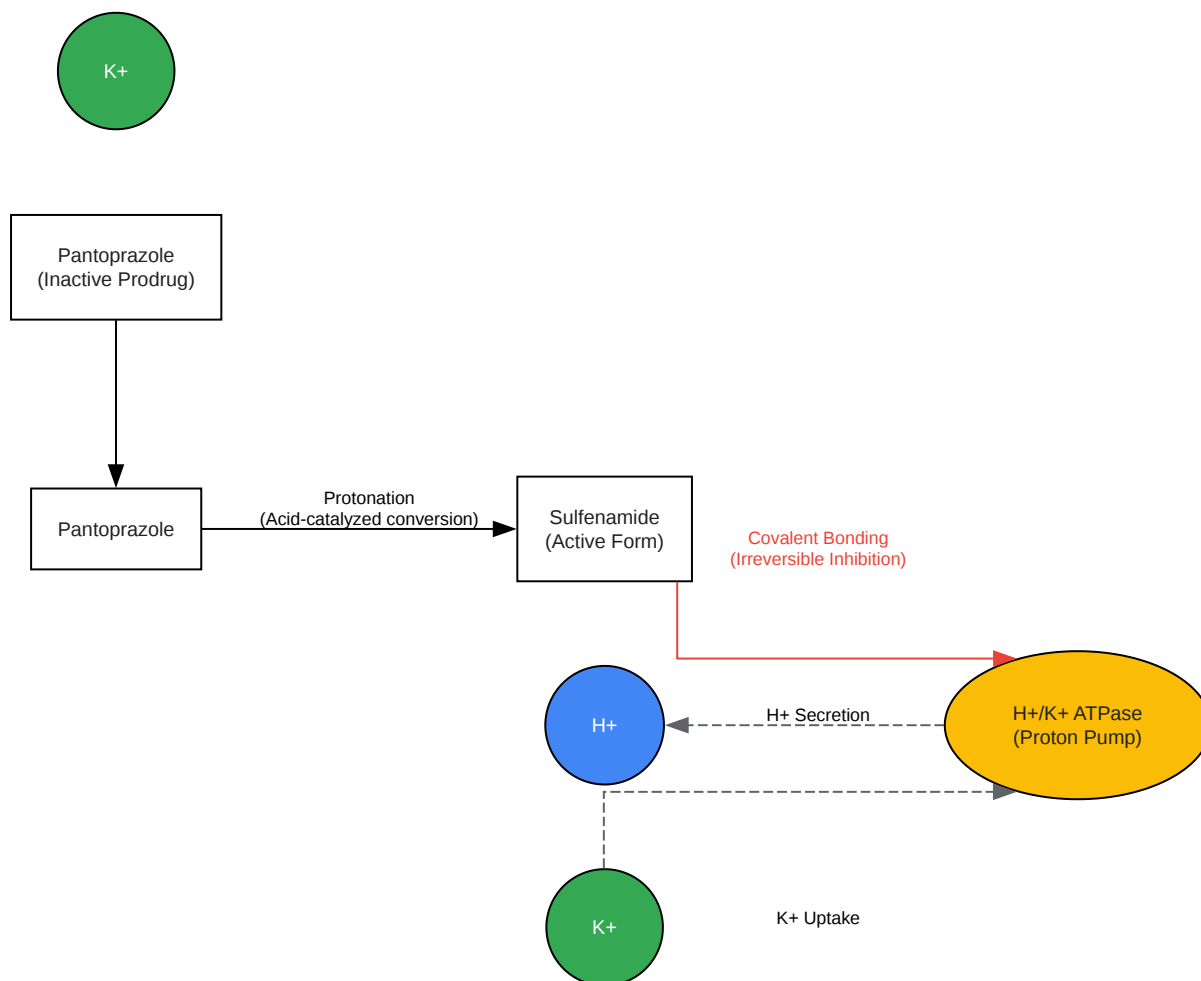 K+
Pantoprazole
(Inactive Prodrug)
Pantoprazole
Protonation
(Acid-catalyzed conversion)
Sulfenamide
(Active Form)
Covalent Bonding
(Irreversible Inhibition)
H+
H+ Secretion
H+/K+ ATPase
(Proton Pump)
K+
K+ Uptake